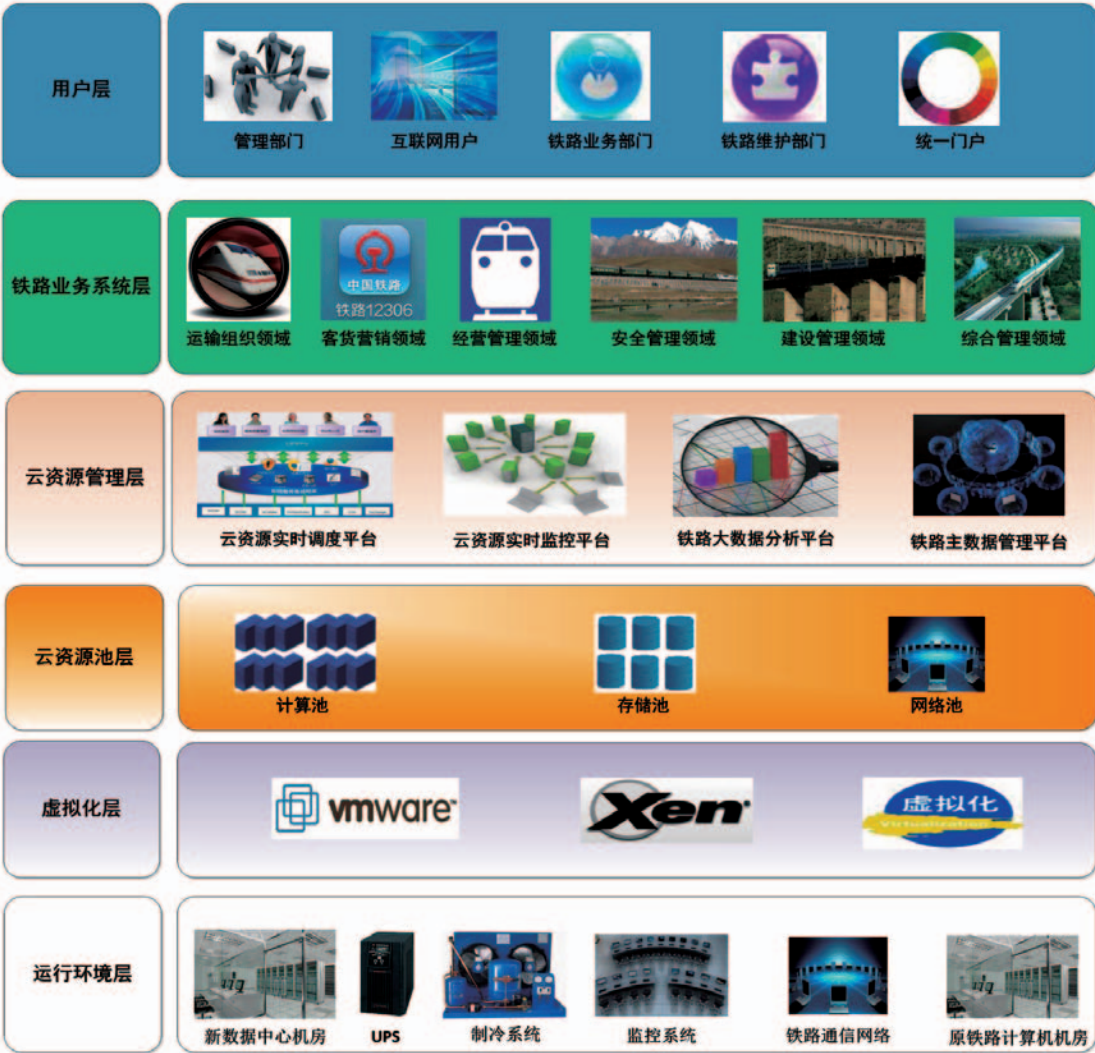 用户层
管理部门
互联网用户
铁路业务部门
铁路维护部门
统一门户
铁路业务系统层
中国铁路
铁路12306
运输组织领域
客货营销领域
经营管理领域
安全管理领域
建设管理领域
综合管理领域
云资源管理层
云资源实时调度平台
云资源实时监控平台
铁路大数据分析平台
铁路主数据管理平台
云资源池层
计算池
存储池
网络池
虚拟化层
vmware
Xen
虚拟化
Virtualization
运行环境层
新数据中心机房
UPS
制冷系统
监控系统
铁路通信网络
原铁路计算机机房